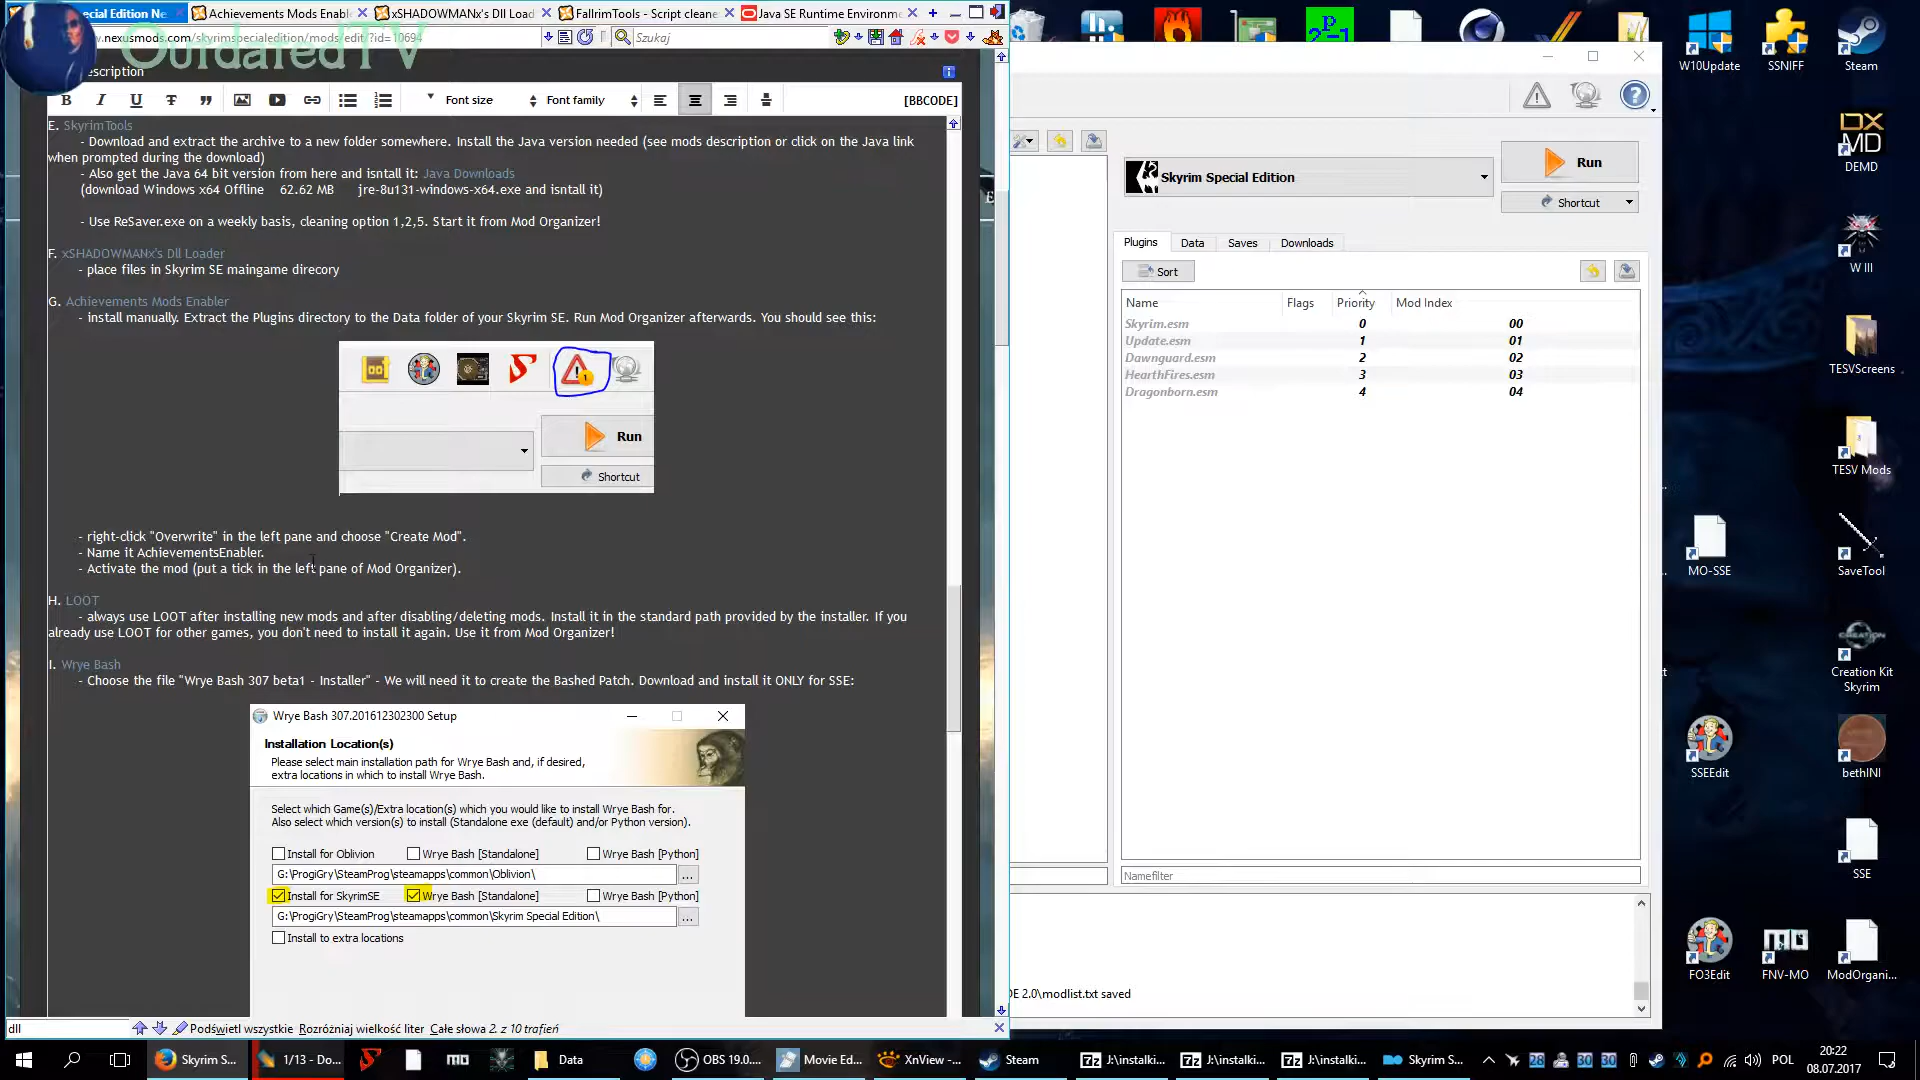 pecial Edition Ne
Achievements Mods Enabl
xSHADOWMANx's Dll Load
FallrimTools - Script cleane
Java SE Runtime Environm
OurdaredTV
.nexusmods.com/skyrimspecialedition/mods/edit/?id=10694
Szukaj
escription
B I U T Font size Font family [BBCODE]
E. SkyrimTools
- Download and extract the archive to a new folder somewhere. Install the Java version needed (see mods description or click on the Java link
when prompted during the download)
- Also get the Java 64 bit version from here and isntall it: Java Downloads
(download Windows x64 Offline 62.62 MB jre-8u131-windows-x64.exe and isntall it)
- Use ReSaver.exe on a weekly basis, cleaning option 1,2,5. Start it from Mod Organizer!
F. xSHADOWMANx's Dll Loader
- place files in Skyrim SE maingame direcory
G. Achievements Mods Enabler
- install manually. Extract the Plugins directory to the Data folder of your Skyrim SE. Run Mod Organizer afterwards. You should see this:
Run
Shortcut
- right-click "Overwrite" in the left pane and choose "Create Mod".
- Name it AchievementsEnabler.
- Activate the mod (put a tick in the left pane of Mod Organizer).
H. LOOT
- always use LOOT after installing new mods and after disabling/deleting mods. Install it in the standard path provided by the installer. If you
already use LOOT for other games, you don't need to install it again. Use it from Mod Organizer!
I. Wrye Bash
- Choose the file "Wrye Bash 307 beta1 - Installer" - We will need it to create the Bashed Patch. Download and install it ONLY for SSE:
Wrye Bash 307.201612302300 Setup
Installation Location(s)
Please select main installation path for Wrye Bash and, if desired,
extra locations in which to install Wrye Bash.
Select which Game(s)/Extra location(s) which you would like to install Wrye Bash for.
Also select which version(s) to install (Standalone exe (default) and/or Python version).
Install for Oblivion Wrye Bash [Standalone] Wrye Bash [Python]
G:\ProgiGry\SteamProg\steamapps\common\Oblivion\ ...
Install for SkyrimSE Wrye Bash [Standalone] Wrye Bash [Python]
G:\ProgiGry\SteamProg\steamapps\common\Skyrim Special Edition\ ...
Install to extra locations
dll Podświetl wszystkie Rozróżniaj wielkość liter Całe słowa 2. z 10 trafień
Skyrim Special Edition
Run
Shortcut
Plugins Data Saves Downloads
Sort
Name Flags Priority Mod Index
Skyrim.esm 0 00
Update.esm 1 01
Dawnguard.esm 2 02
HearthFires.esm 3 03
Dragonborn.esm 4 04
Namefilter
DE 2.0\modlist.txt saved
W10Update
SSNIFF
Steam
DX
MD
DEMD
W III
TESVScreens
TESV Mods
MO-SSE
SaveTool
Creation Kit
Skyrim
SSEEdit
bethINI
SSE
FO3Edit
FNV-MO
ModOrgani...
Skyrim S...
1/13 - Do...
Data
OBS 19.0....
Movie Ed...
XnView -...
Steam
J:\instalki...
J:\instalki...
J:\instalki...
Skyrim S...
28 30 30
POL
20:22
08.07.2017